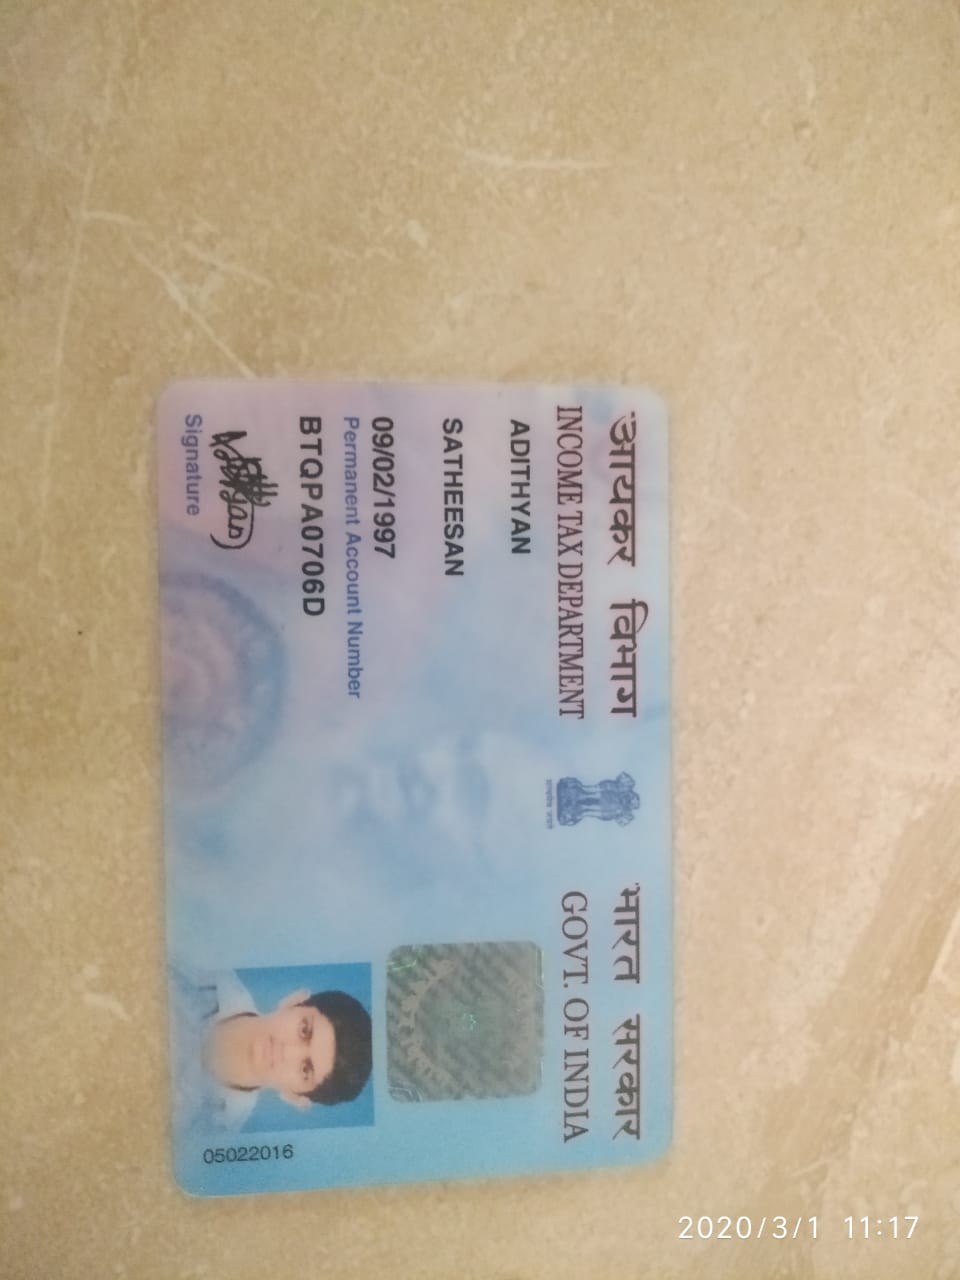 आयकर विभाग
INCOME TAX DEPARTMENT
भारत सरकार
GOVT. OF INDIA
सत्यमेव जयते
ADITHYAN
SATHEESAN
09/02/1997
Permanent Account Number
BTQPA0706D
Signature
05022016
2020/3/1 11:17